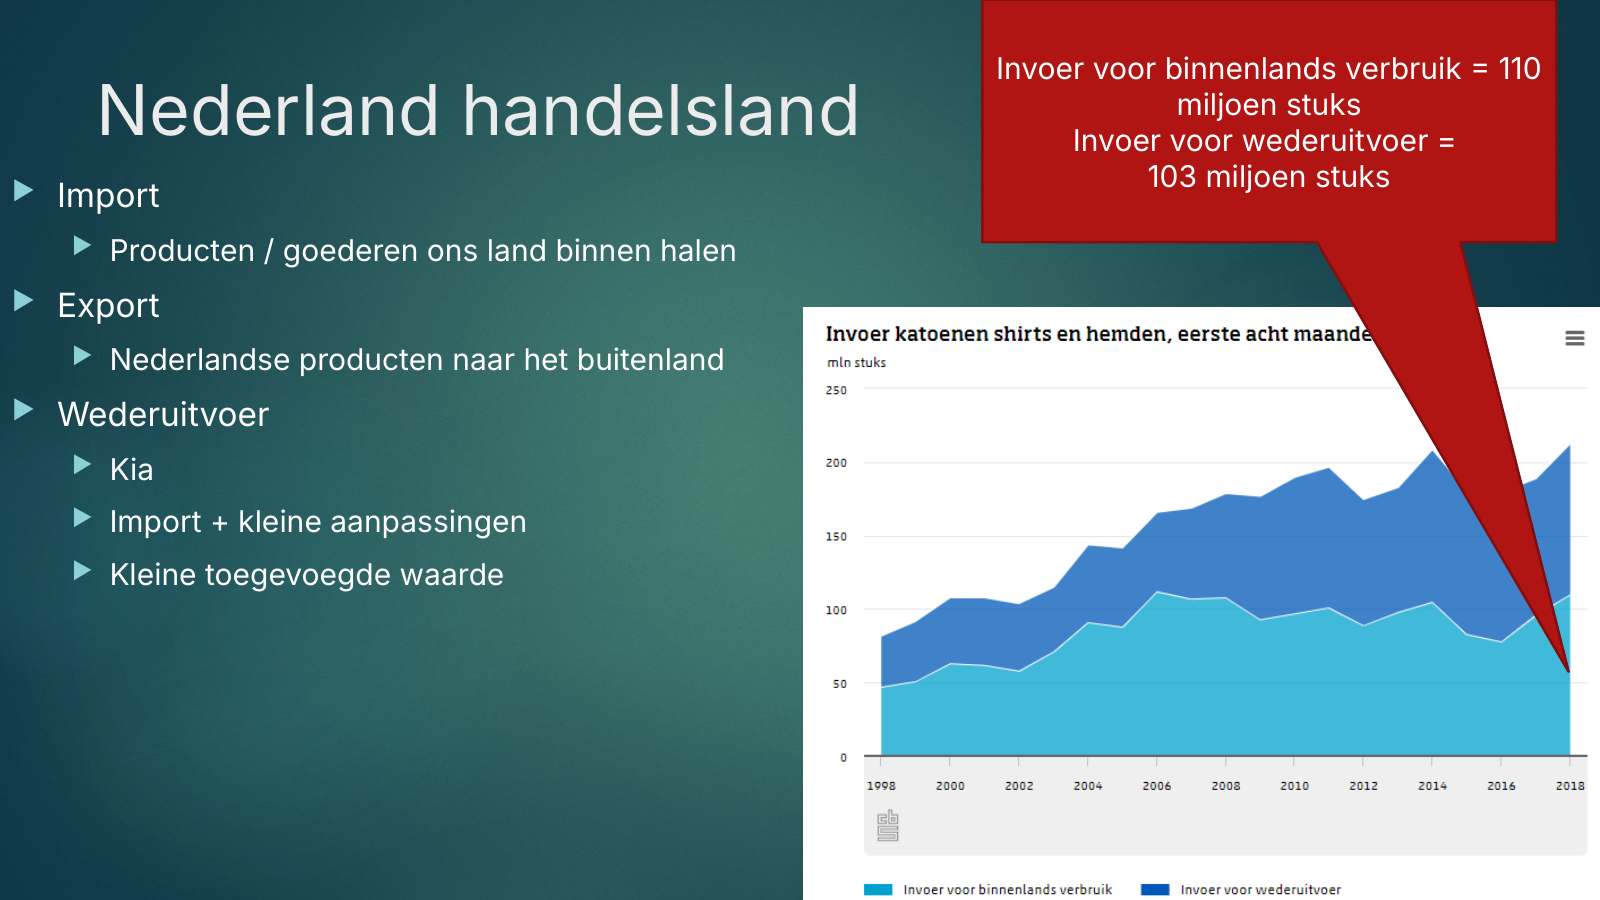 Nederland handelsland
Import
Producten / goederen ons land binnen halen
Export
Nederlandse producten naar het buitenland
Wederuitvoer
Kia
Import + kleine aanpassingen
Kleine toegevoegde waarde
Invoer voor binnenlands verbruik = 110
miljoen stuks
Invoer voor wederuitvoer =
103 miljoen stuks
Invoer katoenen shirts en hemden, eerste acht
mln stuks
250
200
150
100
50
0
1998 2000 2002 2004 2006 2008 2010 2012 2014 2016 2018
cbs
Invoer voor binnenlands verbruik Invoer voor wederuitvoer